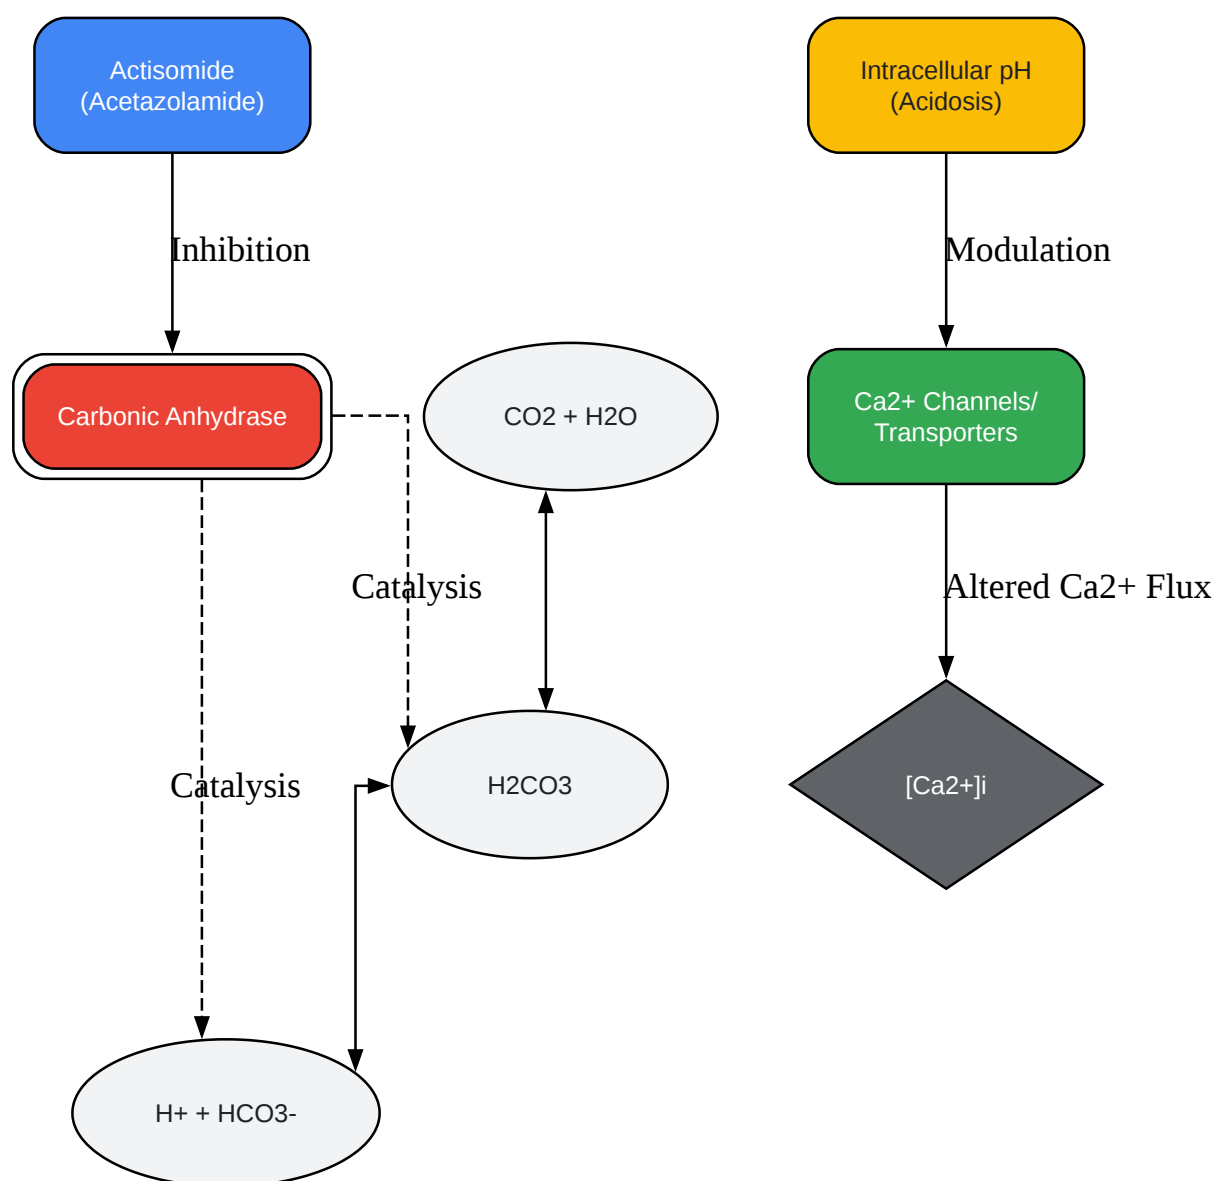 Actisomide
(Acetazolamide)
Intracellular pH
(Acidosis)
Inhibition
Modulation
Carbonic Anhydrase
CO2 + H2O
Ca2+ Channels/
Transporters
Catalysis
Altered Ca2+ Flux
Catalysis
H2CO3
[Ca2+]i
H+ + HCO3-